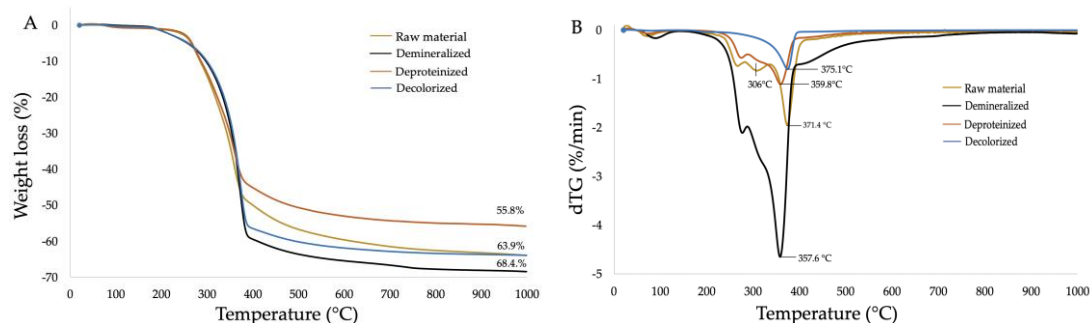 A
10
0
-10
-20
-30
-40
-50
-60
-70
Weight loss (%)
0 100 200 300 400 500 600 700 800 900 1000
Temperature (°C)
Raw material
Demineralized
Deproteinized
Decolorized
55.8%
63.9%
68.4.%
B
0
-1
-2
-3
-4
-5
dTG (%/min)
0 100 200 300 400 500 600 700 800 900 1000
Temperature (°C)
306°C
375.1°C
359.8°C
371.4 °C
357.6 °C
Raw material
Demineralized
Deproteinized
Decolorized